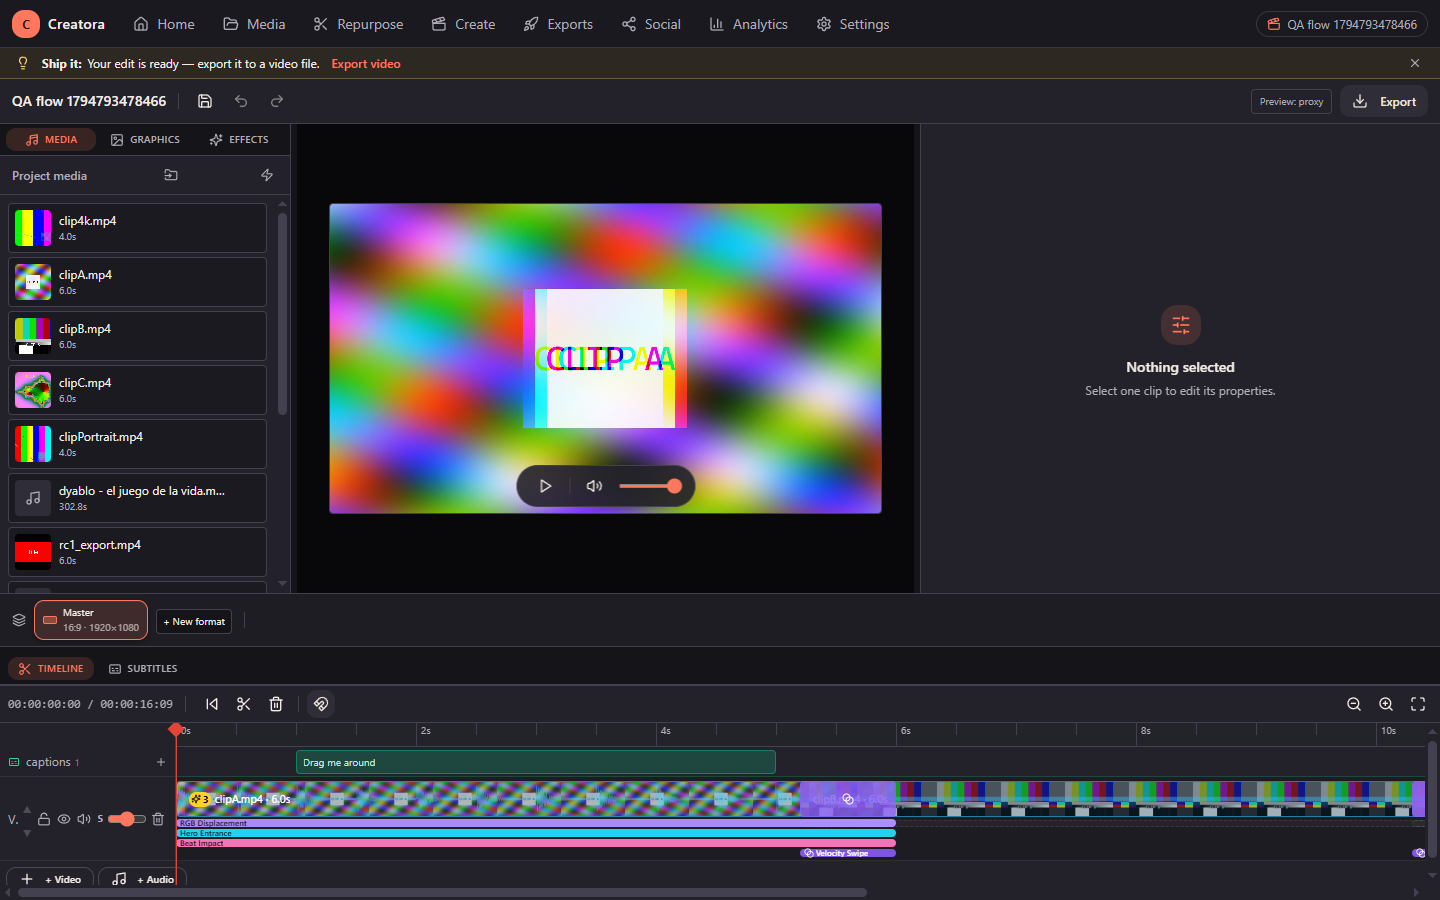 C Creatora Home Media Repurpose Create Exports Social Analytics Settings QA flow 1794793478466
Ship it: Your edit is ready — export it to a video file. Export video
QA flow 1794793478466 Preview: proxy Export
MEDIA GRAPHICS EFFECTS
Project media
clip4k.mp4
4.0s
clipA.mp4
6.0s
clipB.mp4
6.0s
clipC.mp4
6.0s
clipPortrait.mp4
4.0s
dyablo - el juego de la vida.m...
302.8s
rc1_export.mp4
6.0s
CLIP A
Nothing selected
Select one clip to edit its properties.
Master
16:9 · 1920×1080
+ New format
TIMELINE SUBTITLES
00:00:00:00 / 00:00:16:09
0s 2s 4s 6s 8s 10s
captions 1 +
Drag me around
V. S
3 clipA.mp4 · 6.0s
clipB.mp4 · 6.0s
RGB Displacement
Hero Entrance
Beat Impact
Velocity Swipe
+ Video + Audio